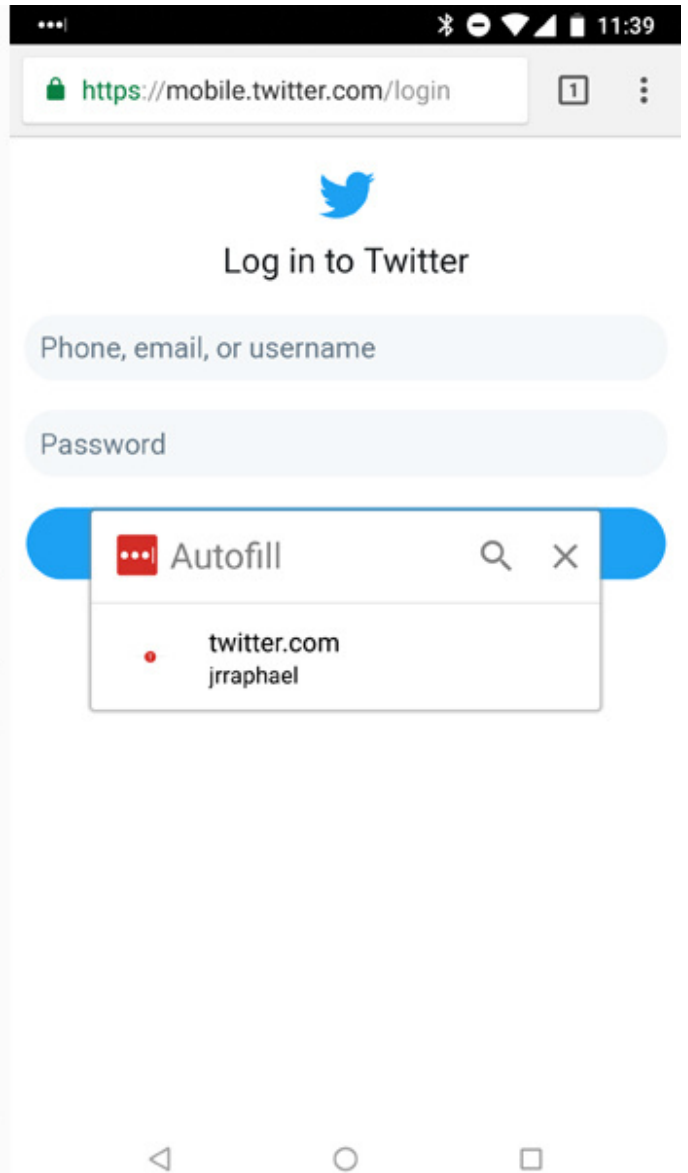 11:39
https://mobile.twitter.com/login
1
Log in to Twitter
Phone, email, or username
Password
Autofill
twitter.com
jrraphael